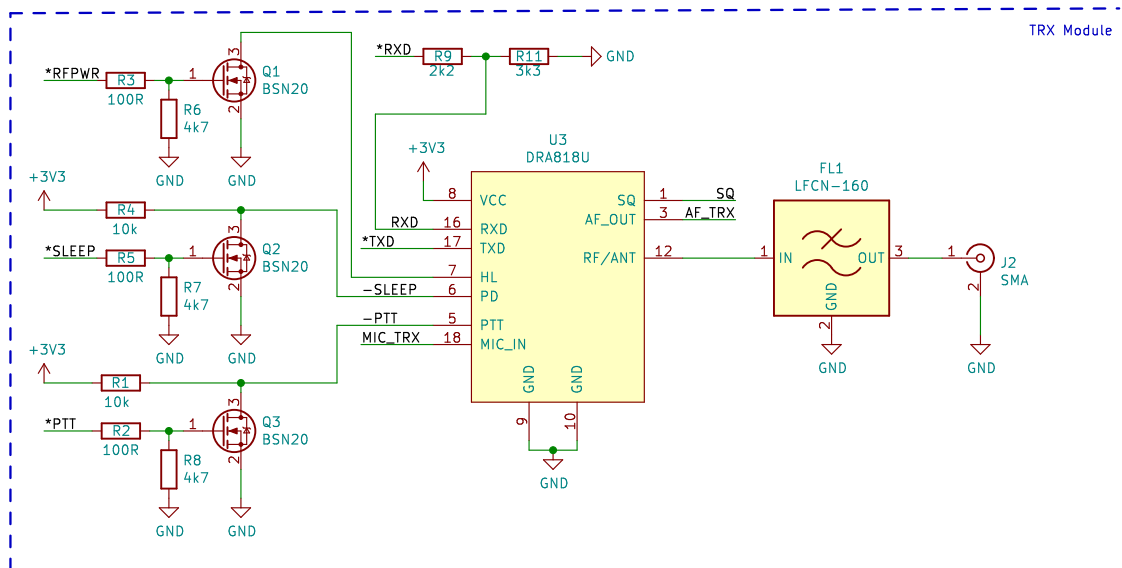 TRX Module
*RFPWR
R3
100R
1
3
2
Q1
BSN20
R6
4k7
GND
GND
*RXD
R9
2k2
R11
3k3
GND
+3V3
R4
10k
*SLEEP
R5
100R
1
3
2
Q2
BSN20
R7
4k7
GND
GND
+3V3
R1
10k
*PTT
R2
100R
1
3
2
Q3
BSN20
R8
4k7
GND
GND
+3V3
U3
DRA818U
8
VCC
RXD
16
RXD
*TXD
17
TXD
7
HL
-SLEEP
6
PD
-PTT
5
PTT
MIC_TRX
18
MIC_IN
SQ
1
SQ
AF_OUT
3
AF_TRX
RF/ANT
12
GND
GND
9
10
GND
FL1
LFCN-160
1
IN
OUT
3
GND
2
GND
1
J2
SMA
2
GND